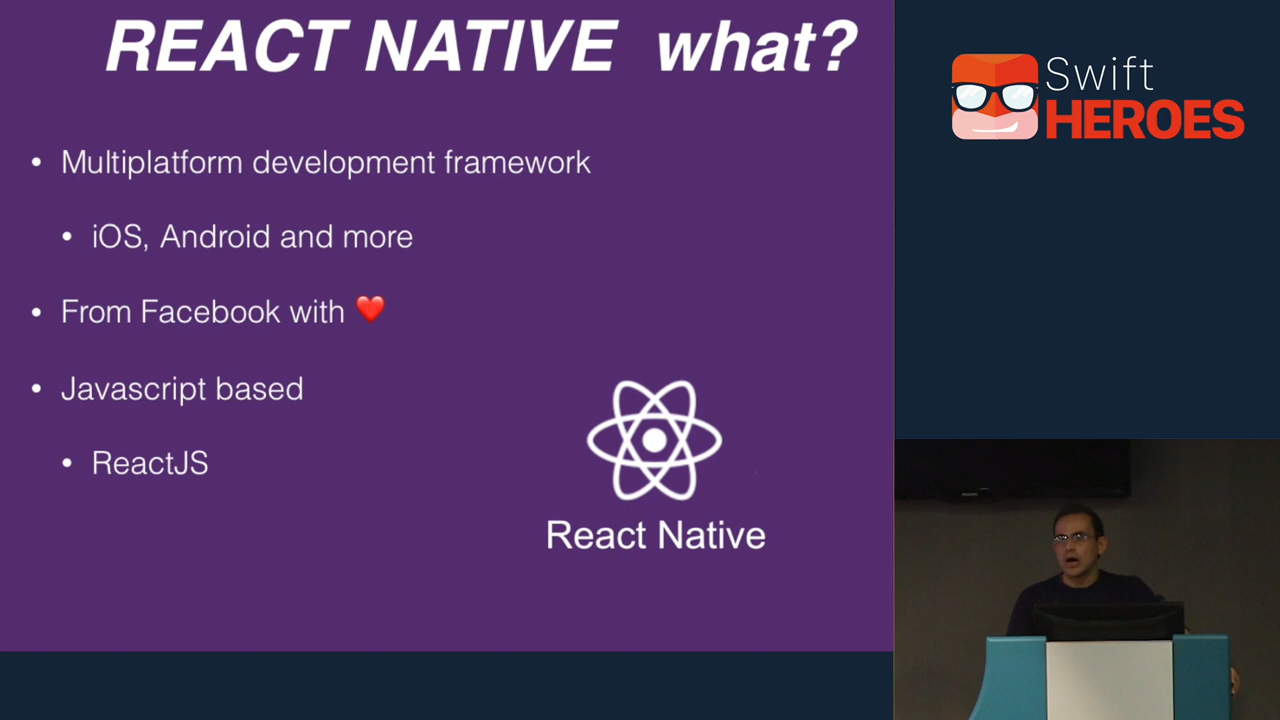 REACT NATIVE what?
• Multiplatform development framework
• iOS, Android and more
• From Facebook with ❤️
• Javascript based
• ReactJS
React Native
Swift
HEROES